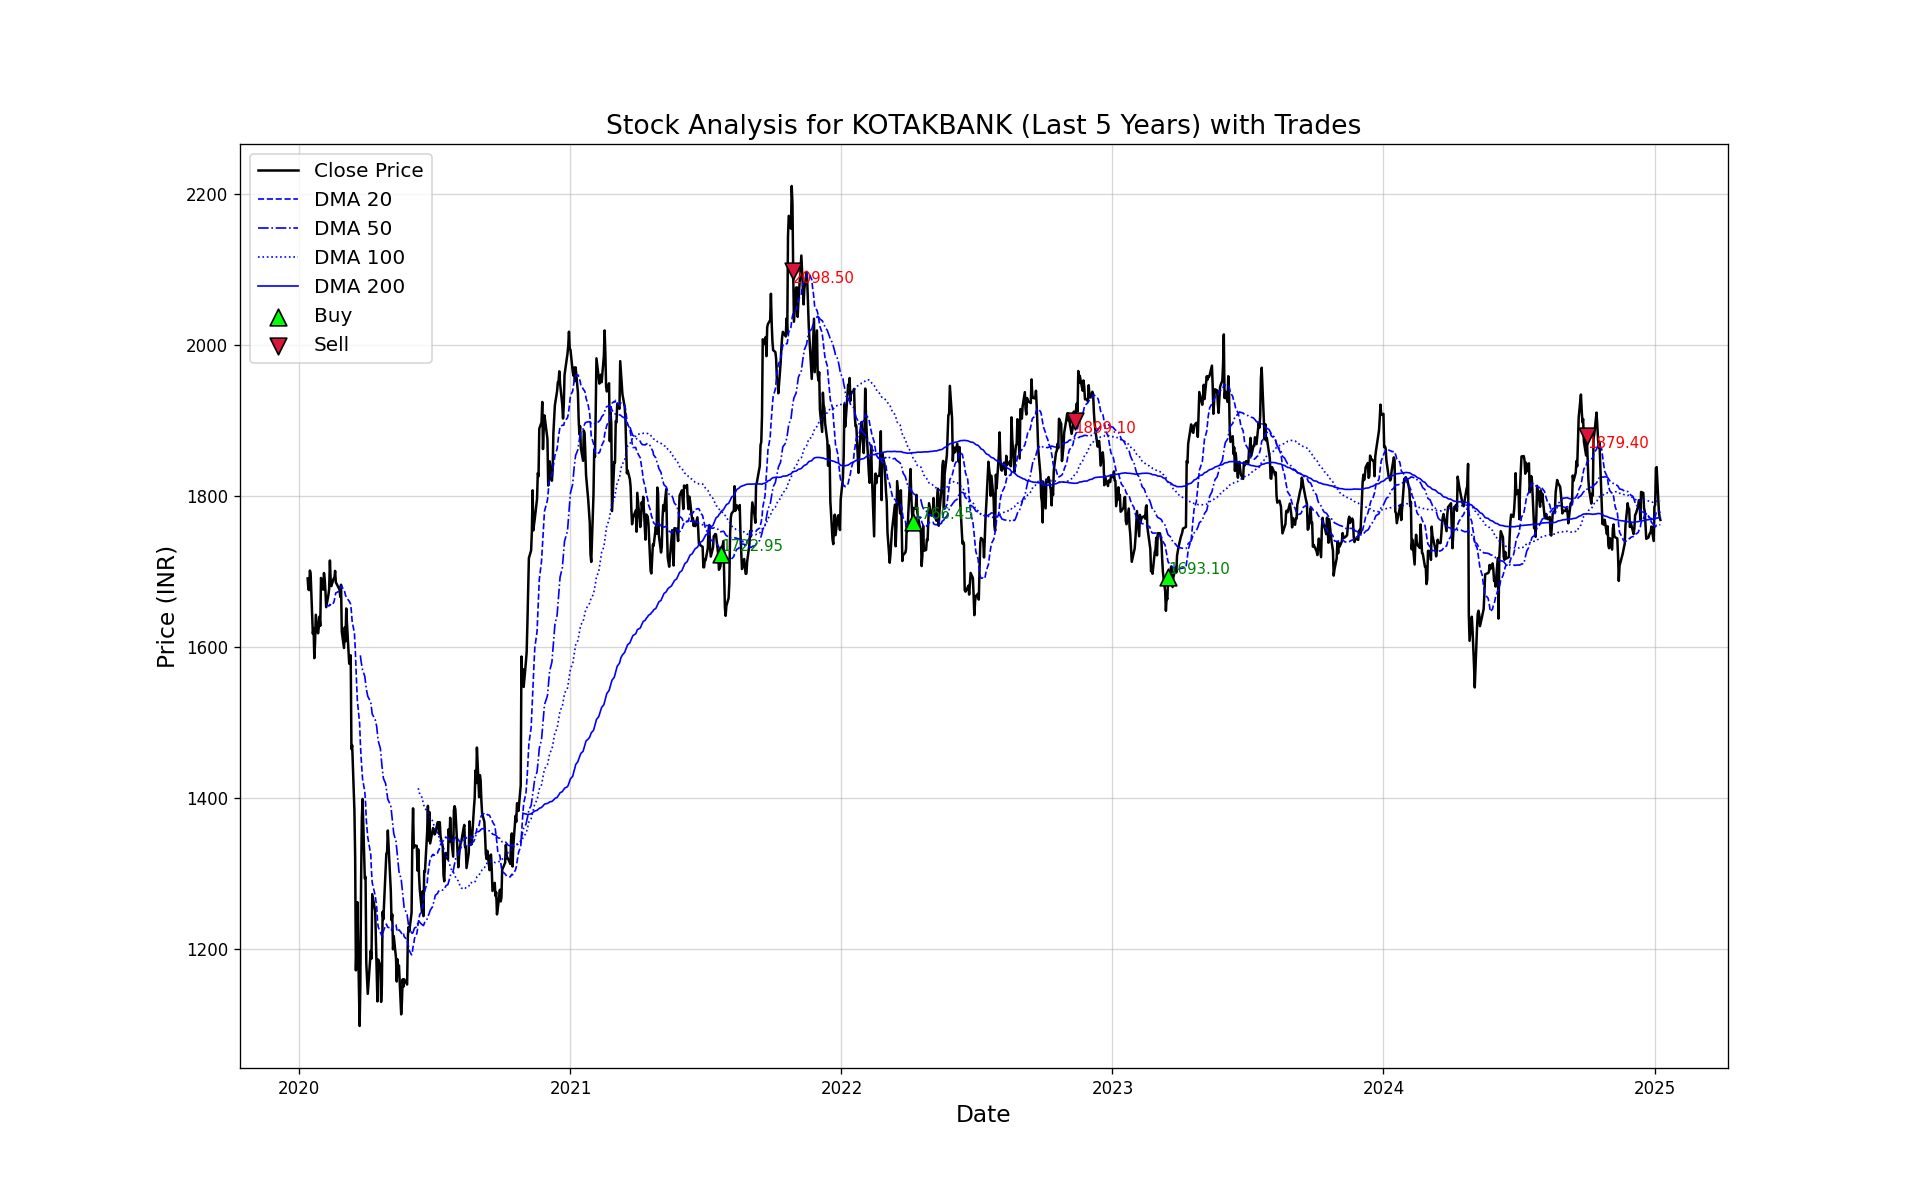 Stock Analysis for KOTAKBANK (Last 5 Years) with Trades
Close Price
DMA 20
DMA 50
DMA 100
DMA 200
Buy
Sell
2200
2000
1800
1600
1400
1200
Price (INR)
2098.50
1899.10
1879.40
1766.45
1722.95
1693.10
2020
2021
2022
2023
2024
2025
Date